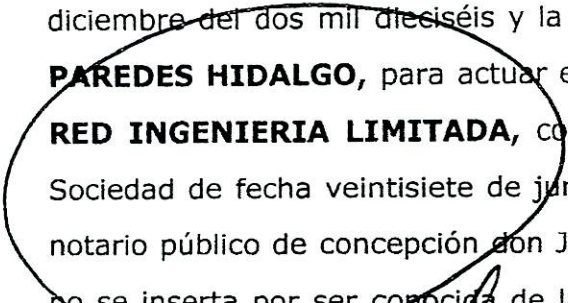 diciembre del dos mil dieciséis y la
PAREDES HIDALGO, para actuar e
RED INGENIERIA LIMITADA, co
Sociedad de fecha veintisiete de jun
notario público de concepción don J
no se inserta por ser conocida de l